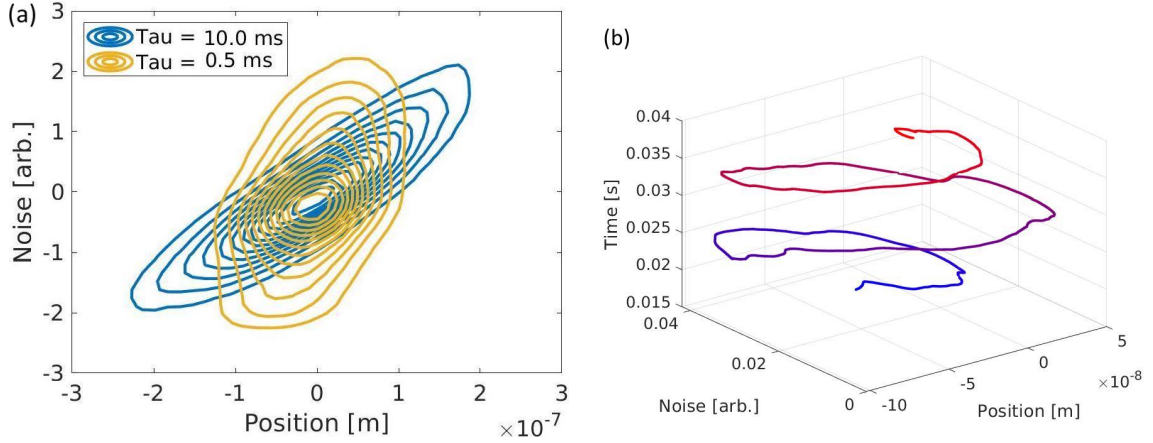 (a)
3
2
1
0
-1
-2
-3
Noise [arb.]
Tau = 10.0 ms
Tau = 0.5 ms
-3 -2 -1 0 1 2 3
Position [m]
×10⁻⁷
(b)
0.04
0.035
0.03
0.025
0.02
0.015
Time [s]
0.04
0.02
0
Noise [arb.]
-10
-5
0
5
×10⁻⁸
Position [m]